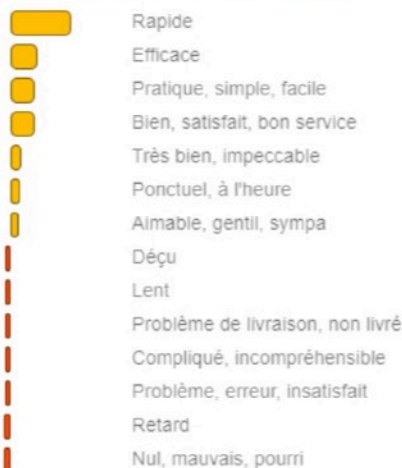 Rapide
Efficace
Pratique, simple, facile
Bien, satisfait, bon service
Très bien, impeccable
Ponctuel, à l'heure
Aimable, gentil, sympa
Déçu
Lent
Problème de livraison, non livré
Compliqué, incompréhensible
Problème, erreur, insatisfait
Retard
Nul, mauvais, pourri